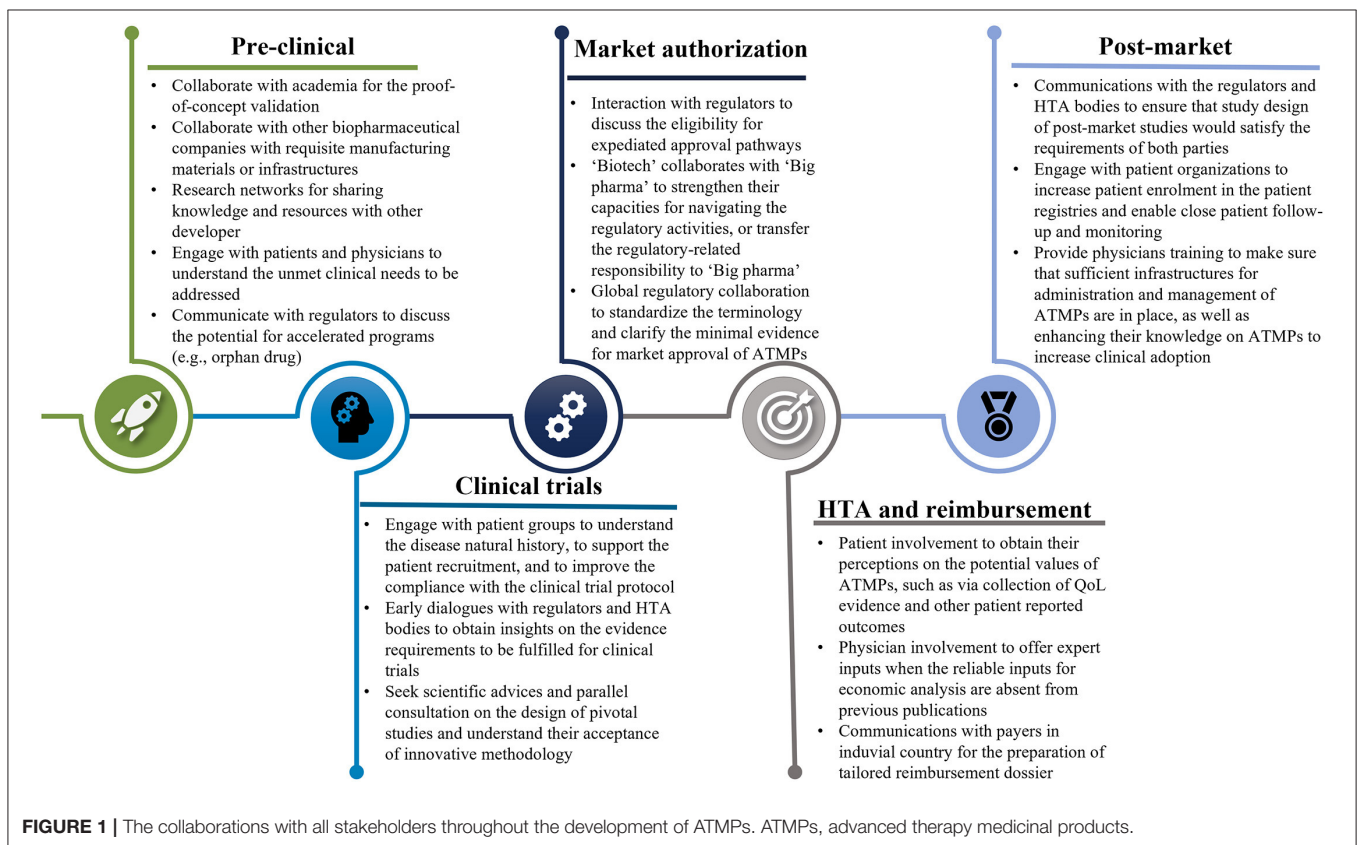 Pre-clinical
• Collaborate with academia for the proof-
of-concept validation
• Collaborate with other biopharmaceutical
companies with requisite manufacturing
materials or infrastructures
• Research networks for sharing
knowledge and resources with other
developer
• Engage with patients and physicians to
understand the unmet clinical needs to be
addressed
• Communicate with regulators to discuss
the potential for accelerated programs
(e.g., orphan drug)
Clinical trials
• Engage with patient groups to understand
the disease natural history, to support the
patient recruitment, and to improve the
compliance with the clinical trial protocol
• Early dialogues with regulators and HTA
bodies to obtain insights on the evidence
requirements to be fulfilled for clinical
trials
• Seek scientific advices and parallel
consultation on the design of pivotal
studies and understand their acceptance
of innovative methodology
Market authorization
• Interaction with regulators to
discuss the eligibility for
expediated approval pathways
• ‘Biotech’ collaborates with ‘Big
pharma’ to strengthen their
capacities for navigating the
regulatory activities, or transfer
the regulatory-related
responsibility to ‘Big pharma’
• Global regulatory collaboration
to standardize the terminology
and clarify the minimal evidence
for market approval of ATMPs
HTA and reimbursement
• Patient involvement to obtain their
perceptions on the potential values of
ATMPs, such as via collection of QoL
evidence and other patient reported
outcomes
• Physician involvement to offer expert
inputs when the reliable inputs for
economic analysis are absent from
previous publications
• Communications with payers in
induvial country for the preparation of
tailored reimbursement dossier
Post-market
• Communications with the regulators and
HTA bodies to ensure that study design
of post-market studies would satisfy the
requirements of both parties
• Engage with patient organizations to
increase patient enrolment in the patient
registries and enable close patient follow-
up and monitoring
• Provide physicians training to make sure
that sufficient infrastructures for
administration and management of
ATMPs are in place, as well as
enhancing their knowledge on ATMPs to
increase clinical adoption
FIGURE 1 | The collaborations with all stakeholders throughout the development of ATMPs. ATMPs, advanced therapy medicinal products.